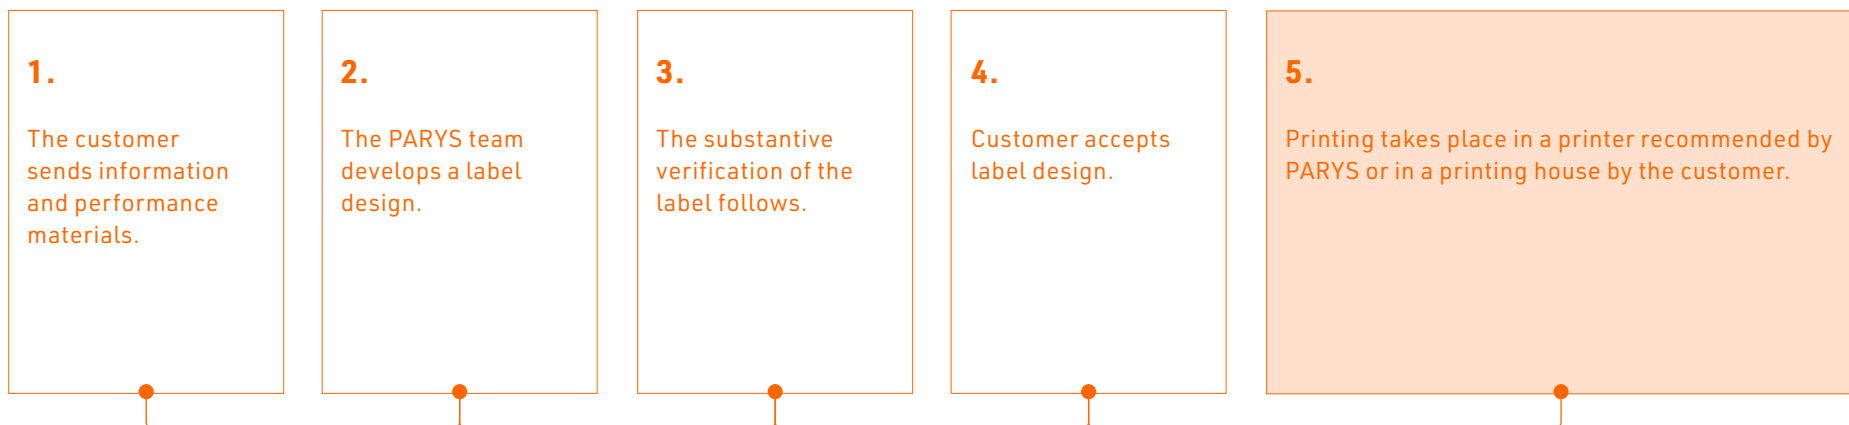 1.
The customer
sends information
and performance
materials.
2.
The PARYS team
develops a label
design.
3.
The substantive
verification of the
label follows.
4.
Customer accepts
label design.
5.
Printing takes place in a printer recommended by
PARYS or in a printing house by the customer.